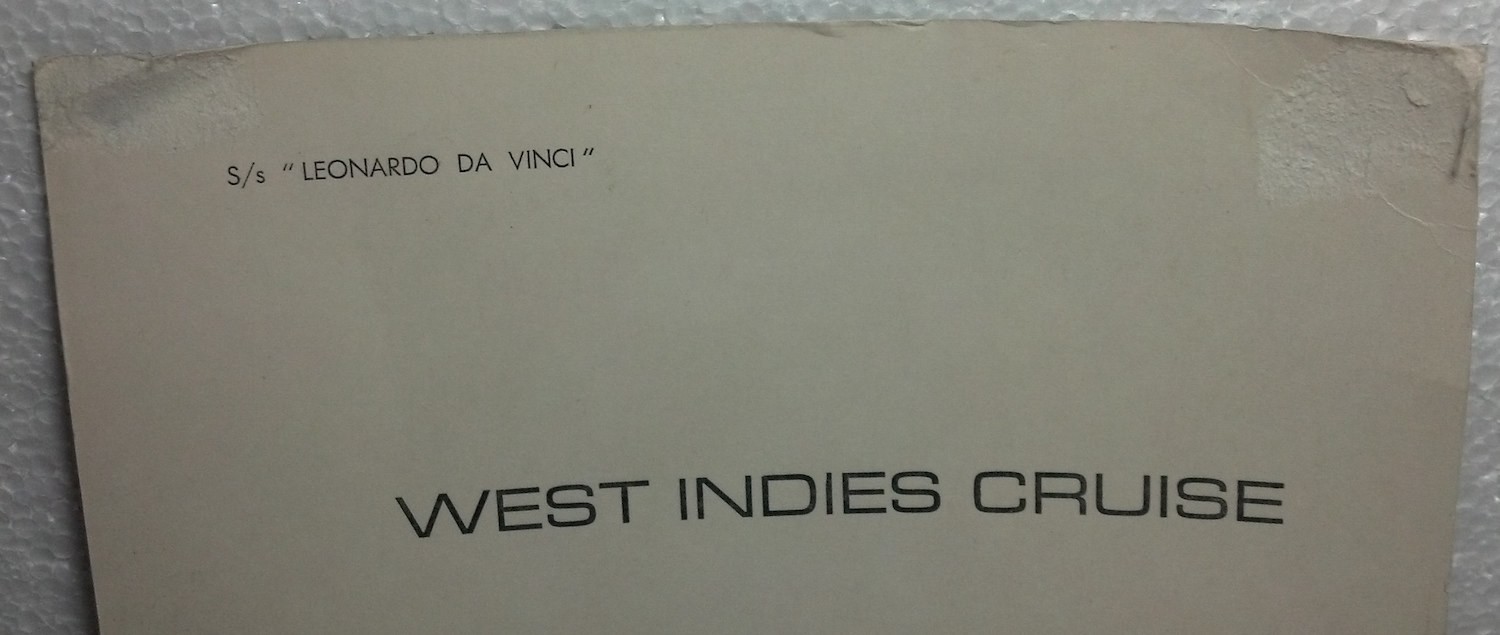 S/s “LEONARDO DA VINCI”
WEST INDIES CRUISE